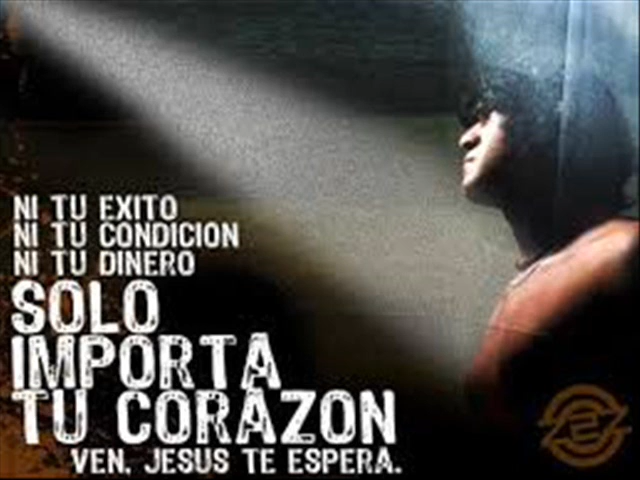 NI TU EXITO
NI TU CONDICION
NI TU DINERO
SOLO
IMPORTA
TU CORAZON
VEN, JESUS TE ESPERA.